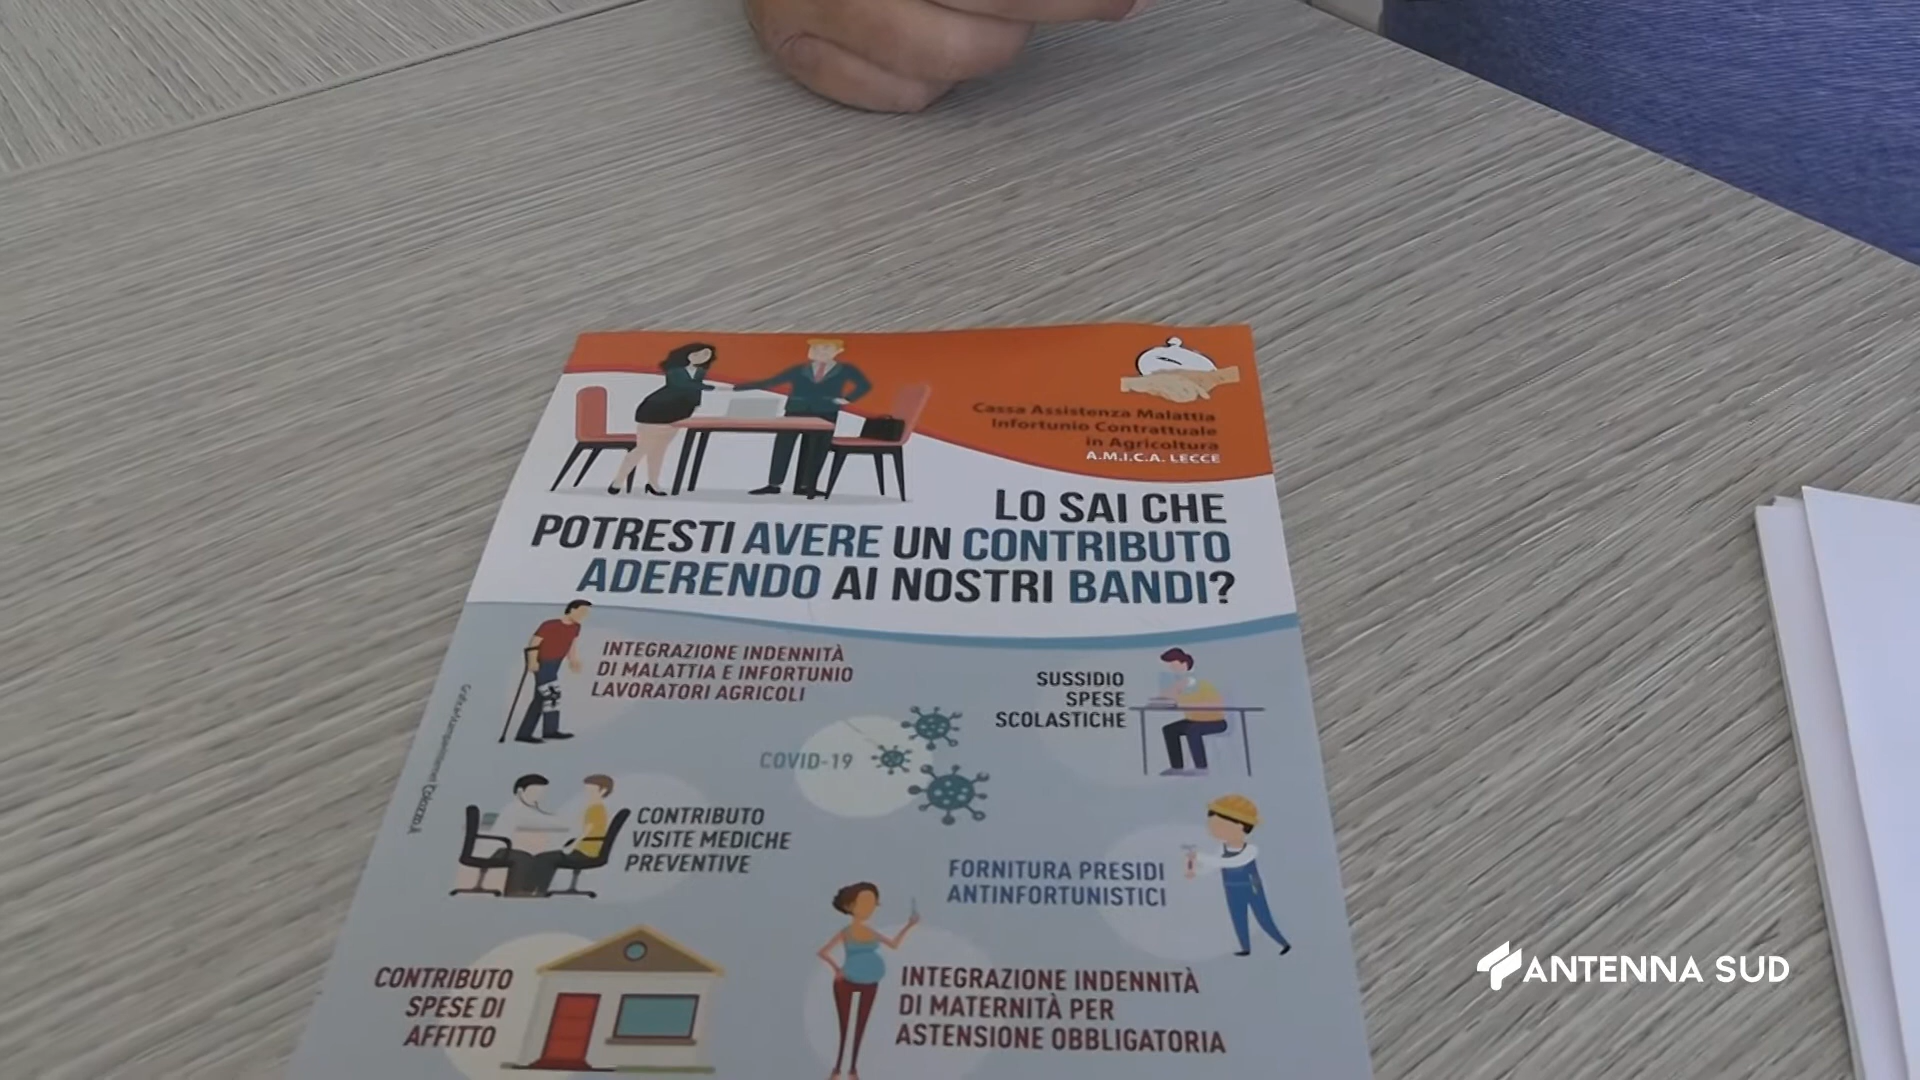 Cassa Assistenza Malattia
Infortunio Contrattuale
in Agricoltura
A.M.I.C.A. LECCE
LO SAI CHE
POTRESTI AVERE UN CONTRIBUTO
ADERENDO AI NOSTRI BANDI?
INTEGRAZIONE INDENNITÀ
DI MALATTIA E INFORTUNIO
LAVORATORI AGRICOLI
SUSSIDIO
SPESE
SCOLASTICHE
COVID-19
CONTRIBUTO
VISITE MEDICHE
PREVENTIVE
FORNITURA PRESIDI
ANTINFORTUNISTICI
CONTRIBUTO
SPESE DI
AFFITTO
INTEGRAZIONE INDENNITÀ
DI MATERNITÀ PER
ASTENSIONE OBBLIGATORIA
ANTENNA SUD